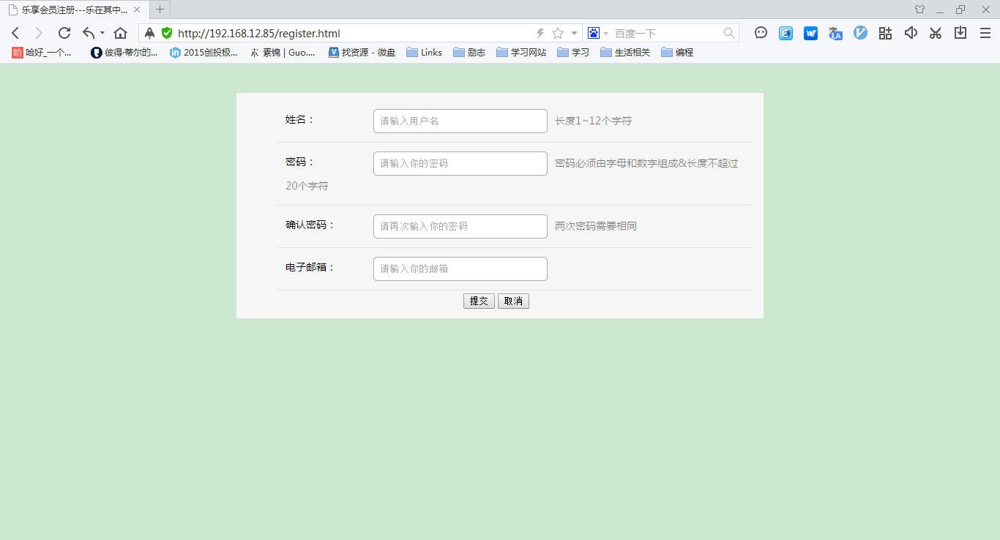 乐享会员注册---乐在其中...
http://192.168.12.85/register.html
百度一下
哈好_一个... 彼得·蒂尔的... 2015创投极... 素锦 | Guo.... 找资源 - 微盘 Links 励志 学习网站 学习 生活相关 编程
姓名： 请输入用户名 长度1~12个字符
密码： 请输入你的密码 密码必须由字母和数字组成&长度不超过
20个字符
确认密码： 请再次输入你的密码 两次密码需要相同
电子邮箱： 请输入你的邮箱
提交 取消